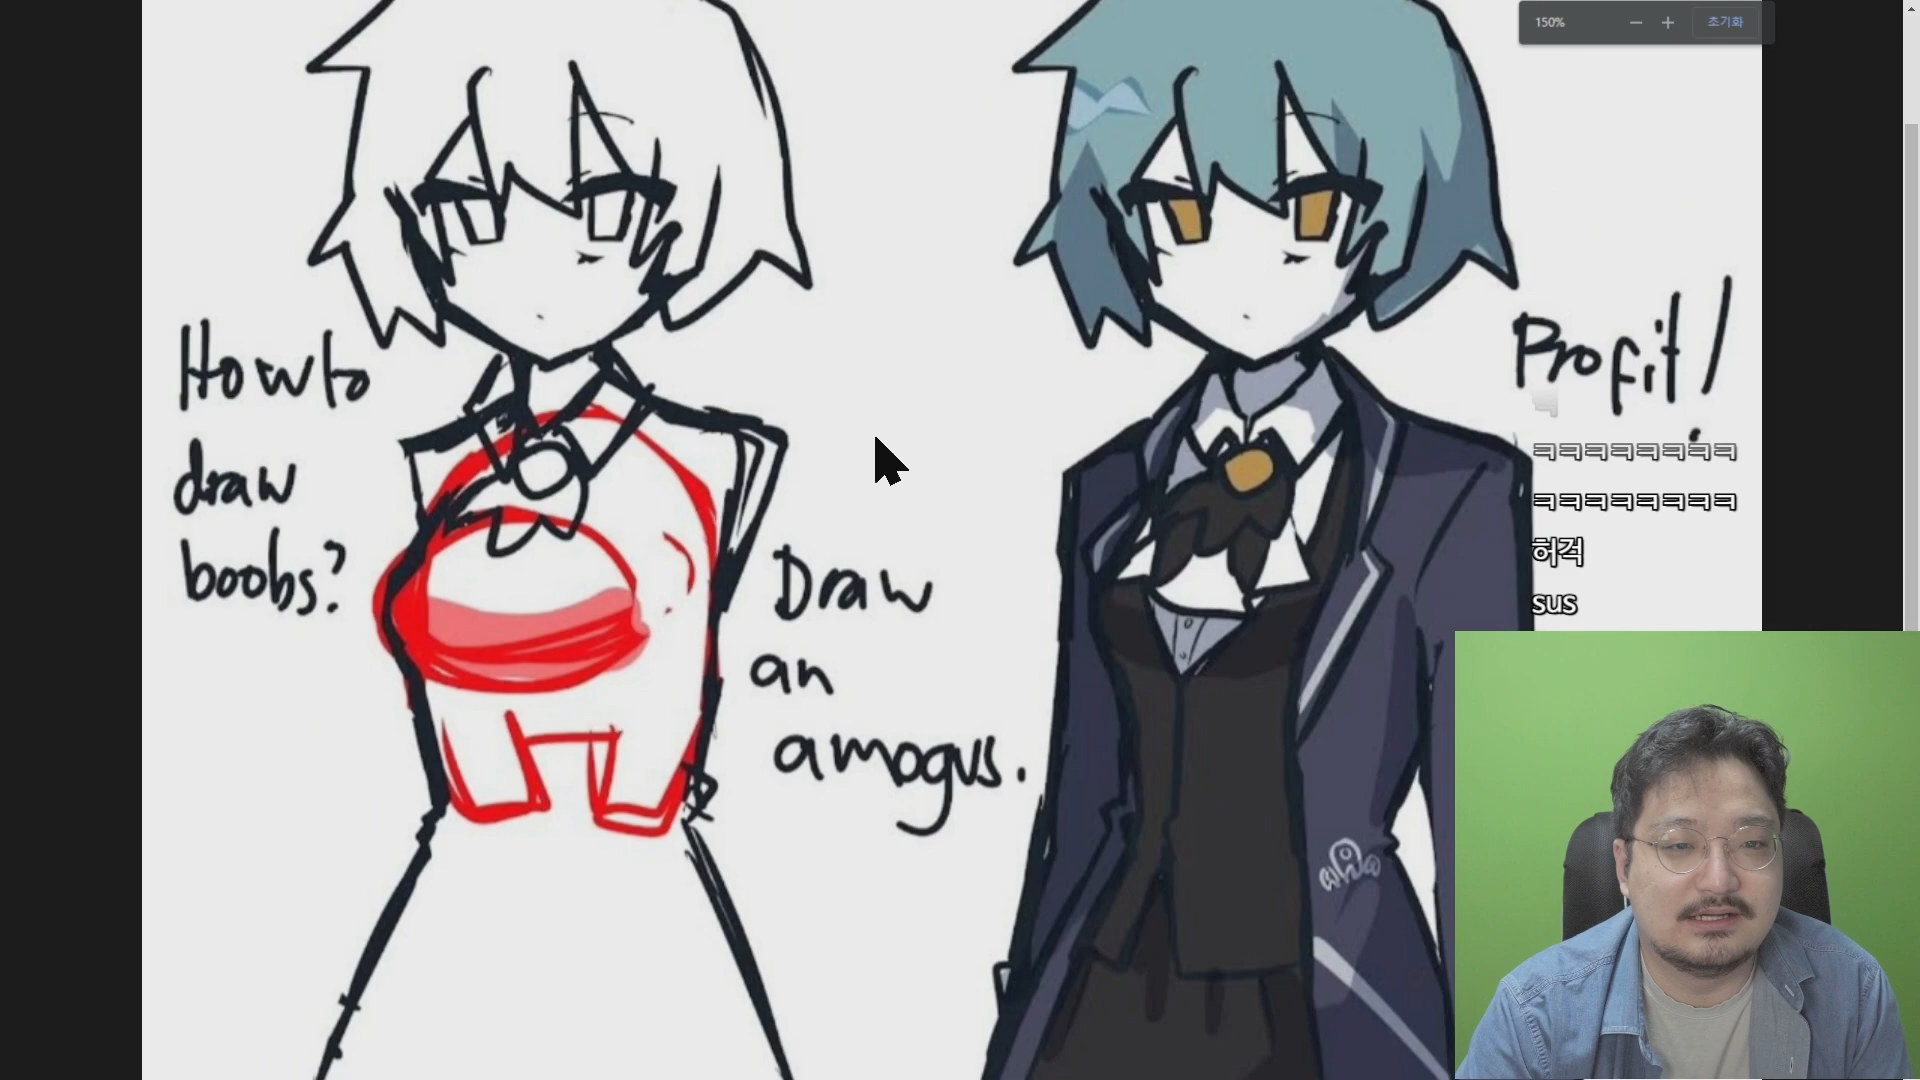 150%
초기화
How to
draw
boobs?
Draw
an
amogus.
Profit!
ㅋㅋㅋㅋㅋㅋㅋㅋ
ㅋㅋㅋㅋㅋㅋㅋㅋ
허걱
sus